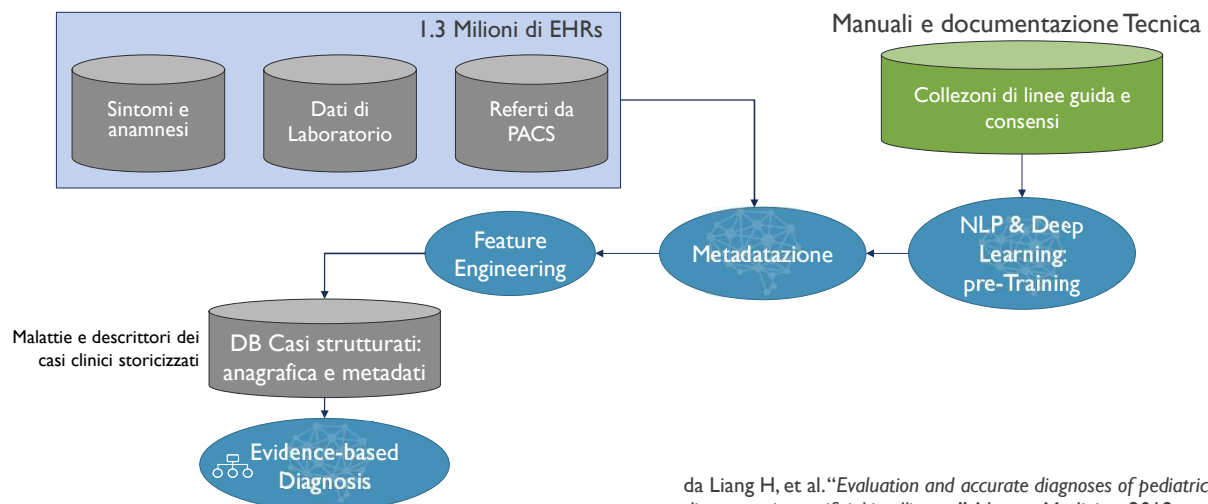 1.3 Milioni di EHRs
Sintomi e
anamnesi
Dati di
Laboratorio
Referti da
PACS
Manuali e documentazione Tecnica
Collezoni di linee guida e
consensi
NLP & Deep
Learning:
pre-Training
Metadatazione
Feature
Engineering
Malattie e descrittori dei
casi clinici storicizzati
DB Casi strutturati:
anagrafica e metadati
Evidence-based
Diagnosis
da Liang H, et al. “Evaluation and accurate diagnoses of pediatric